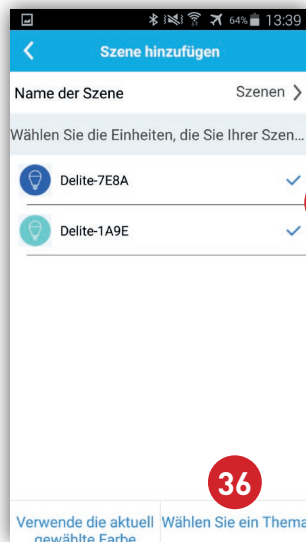 64% 13:39
Szene hinzufügen
Name der Szene Szenen
Wählen Sie die Einheiten, die Sie Ihrer Szen...
Delite-7E8A
Delite-1A9E
36
Verwende die aktuell
gewählte Farbe
Wählen Sie ein Thema